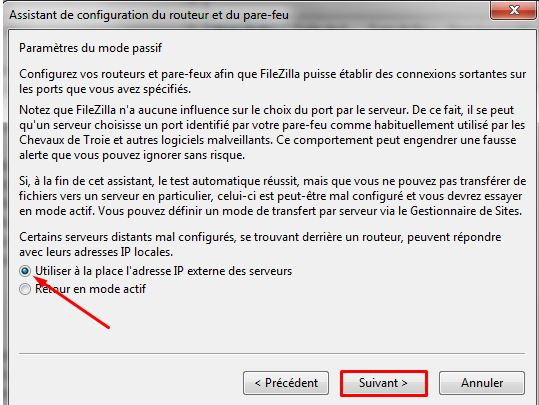 Assistant de configuration du routeur et du pare-feu
Paramètres du mode passif
Configurez vos routeurs et pare-feux afin que FileZilla puisse établir des connexions sortantes sur
les ports que vous avez spécifiés.
Notez que FileZilla n'a aucune influence sur le choix du port par le serveur. De ce fait, il se peut
qu'un serveur choisisse un port identifié par votre pare-feu comme habituellement utilisé par les
Chevaux de Troie et autres logiciels malveillants. Ce comportement peut engendrer une fausse
alerte que vous pouvez ignorer sans risque.
Si, à la fin de cet assistant, le test automatique réussit, mais que vous ne pouvez pas transférer de
fichiers vers un serveur en particulier, celui-ci est peut-être mal configuré et vous devrez essayer
en mode actif. Vous pouvez définir un mode de transfert par serveur via le Gestionnaire de Sites.
Certains serveurs distants mal configurés, se trouvant derrière un routeur, peuvent répondre
avec leurs adresses IP locales.
Utiliser à la place l'adresse IP externe des serveurs
Retour en mode actif
< Précédent
Suivant >
Annuler